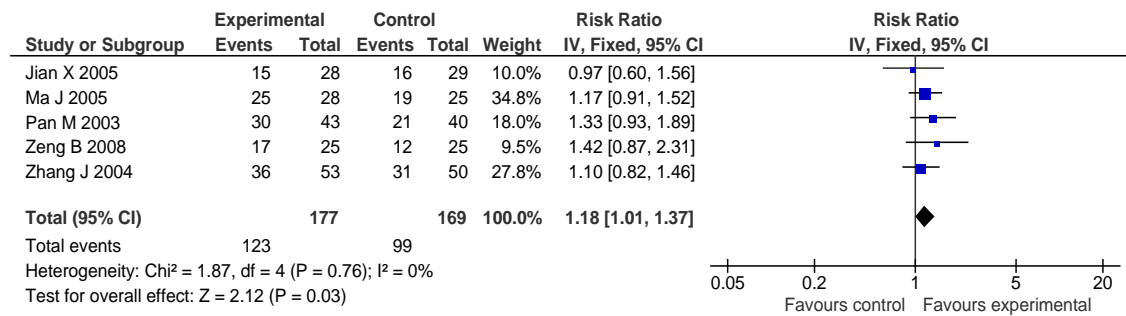 Experimental Control Risk Ratio Risk Ratio
Study or Subgroup Events Total Events Total Weight IV, Fixed, 95% CI IV, Fixed, 95% CI
Jian X 2005 15 28 16 29 10.0% 0.97 [0.60, 1.56]
Ma J 2005 25 28 19 25 34.8% 1.17 [0.91, 1.52]
Pan M 2003 30 43 21 40 18.0% 1.33 [0.93, 1.89]
Zeng B 2008 17 25 12 25 9.5% 1.42 [0.87, 2.31]
Zhang J 2004 36 53 31 50 27.8% 1.10 [0.82, 1.46]
Total (95% CI) 177 169 100.0% 1.18 [1.01, 1.37]
Total events 123 99
Heterogeneity: Chi² = 1.87, df = 4 (P = 0.76); I² = 0%
Test for overall effect: Z = 2.12 (P = 0.03)
0.05 0.2 1 5 20
Favours control Favours experimental